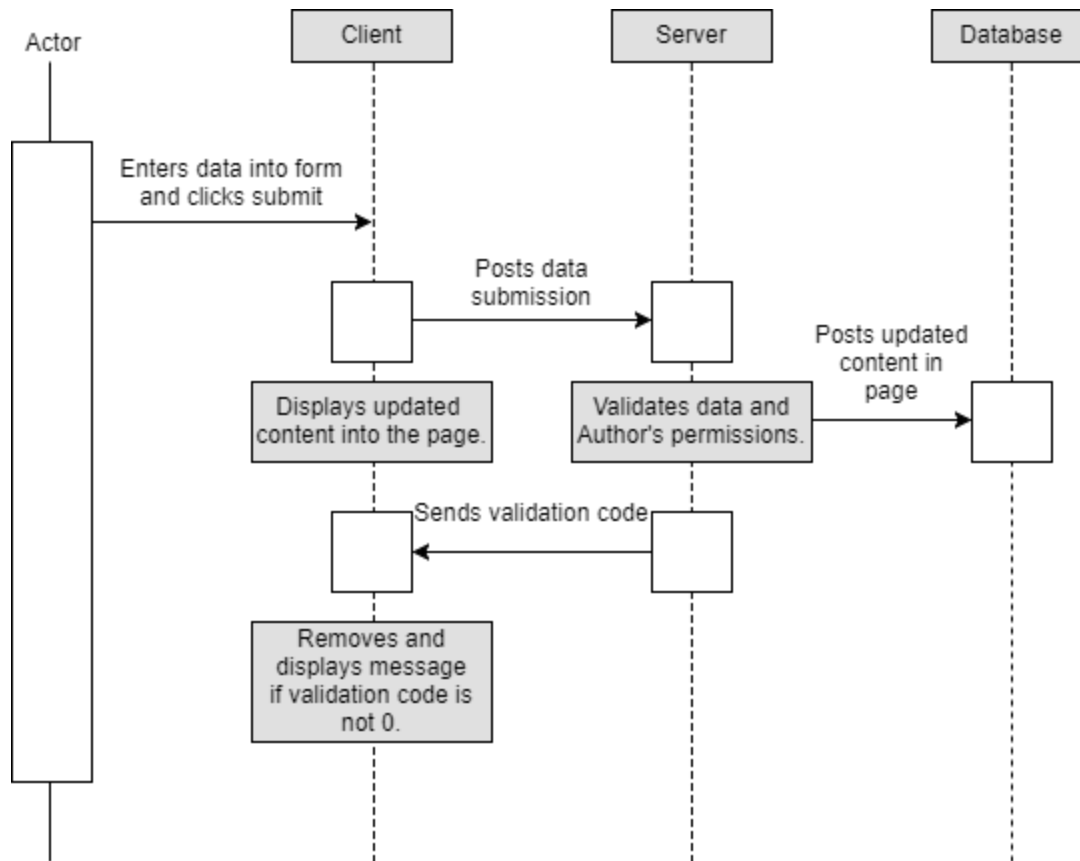 Actor
Client
Server
Database
Enters data into form
and clicks submit
Posts data
submission
Posts updated
content in
page
Displays updated
content into the page.
Validates data and
Author's permissions.
Sends validation code
Removes and
displays message
if validation code is
not 0.